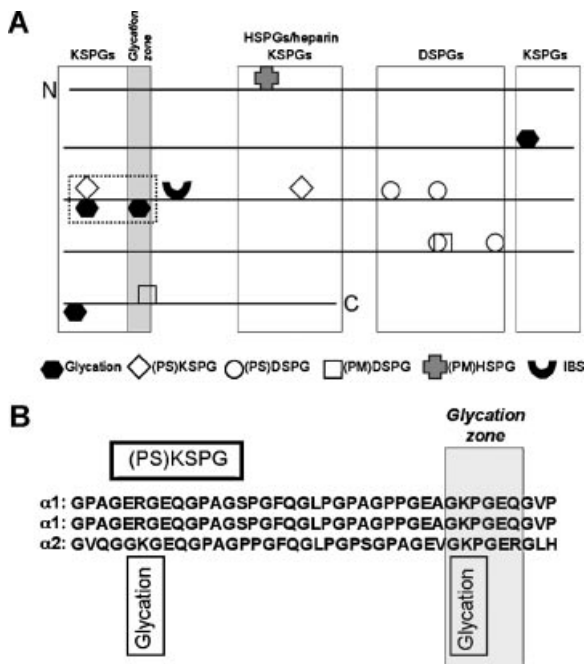 A
HSPGs/heparin
KSPGs Glycation zone KSPGs DSPGs KSPGs
N
C
Glycation (PS)KSPG (PS)DSPG (PM)DSPG (PM)HSPG IBS
B
Glycation
zone
(PS)KSPG
α1: GPAGERGEQGPAGSPGFQGLPGPAGPPGEAGKPGEQGVP
α1: GPAGERGEQGPAGSPGFQGLPGPAGPPGEAGKPGEQGVP
α2: GVQGGKGEQGPAGPPGFQGLPGPSGPAGEVGKPGERGLH
Glycation Glycation